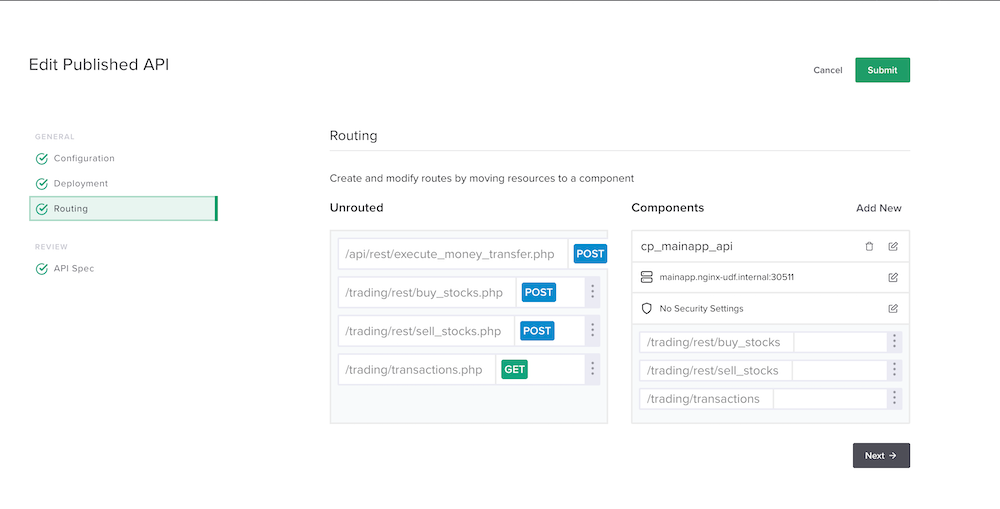 Edit Published API
Cancel
Submit
GENERAL
Configuration
Deployment
Routing
REVIEW
API Spec
Routing
Create and modify routes by moving resources to a component
Unrouted
/api/rest/execute_money_transfer.php POST
/trading/rest/buy_stocks.php POST
/trading/rest/sell_stocks.php POST
/trading/transactions.php GET
Components
Add New
cp_mainapp_api
mainapp.nginx-udf.internal:30511
No Security Settings
/trading/rest/buy_stocks
/trading/rest/sell_stocks
/trading/transactions
Next →